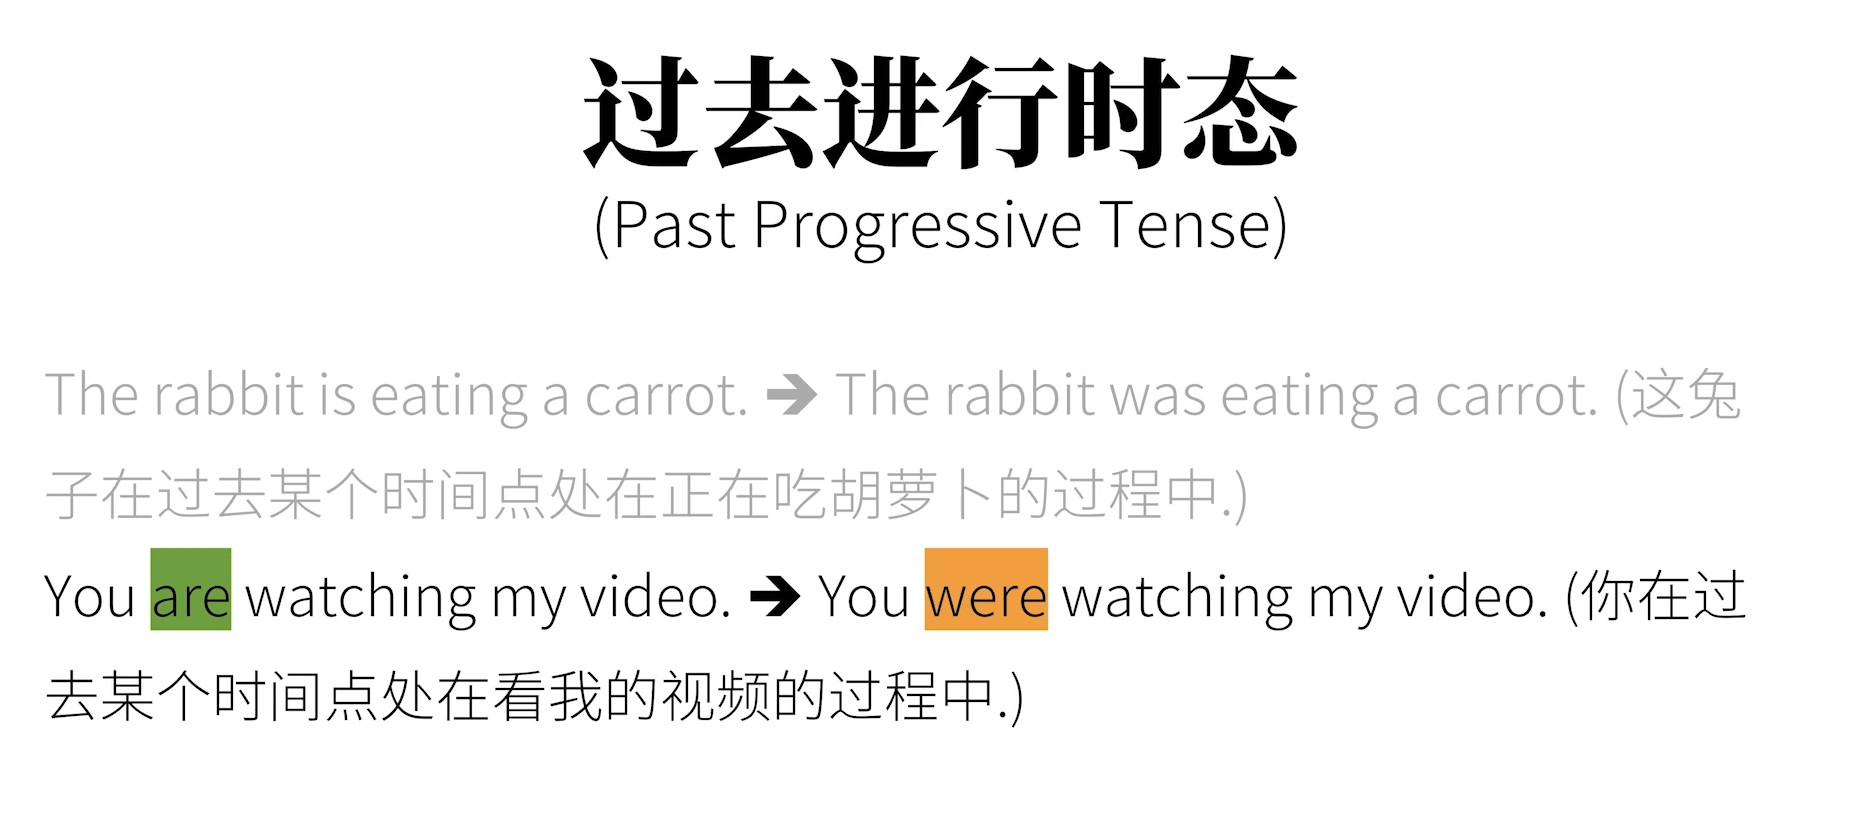 过去进行时态
(Past Progressive Tense)
The rabbit is eating a carrot. ➔ The rabbit was eating a carrot. (这兔
子在过去某个时间点处在正在吃胡萝卜的过程中.)
You are watching my video. ➔ You were watching my video. (你在过
去某个时间点处在看我的视频的过程中.)